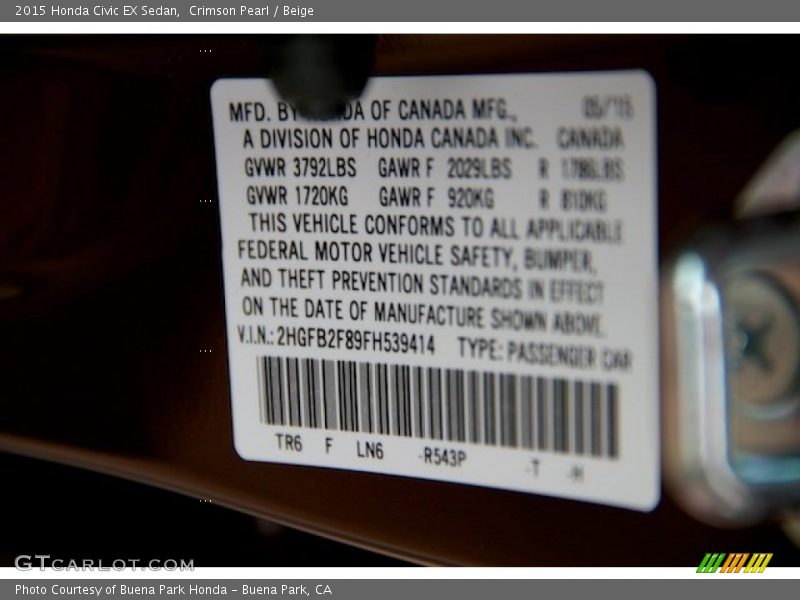 2015 Honda Civic EX Sedan, Crimson Pearl / Beige
MFD. BY HONDA OF CANADA MFG., 05/15
A DIVISION OF HONDA CANADA INC. CANADA
GVWR 3792LBS GAWR F 2029LBS R 1786LBS
GVWR 1720KG GAWR F 920KG R 810KG
THIS VEHICLE CONFORMS TO ALL APPLICABLE
FEDERAL MOTOR VEHICLE SAFETY, BUMPER,
AND THEFT PREVENTION STANDARDS IN EFFECT
ON THE DATE OF MANUFACTURE SHOWN ABOVE.
V.I.N.: 2HGFB2F89FH539414 TYPE: PASSENGER CAR
TR6 F LN6 -R543P -T -H
GTCARLOT.COM
Photo Courtesy of Buena Park Honda - Buena Park, CA